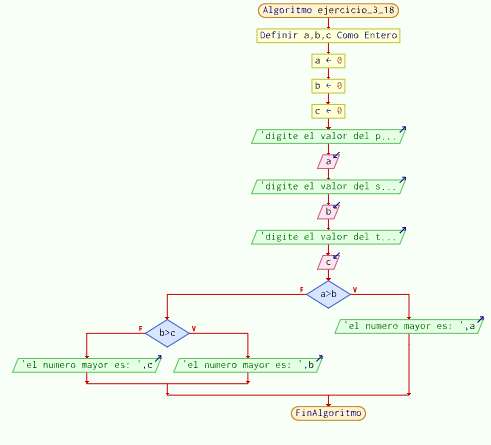 Algoritmo ejercicio_3_18
Definir a,b,c Como Entero
a ← 0
b ← 0
c ← 0
'digite el valor del p...
a
'digite el valor del s...
b
'digite el valor del t...
c
a>b
F
V
b>c
F
V
'el numero mayor es: ',a
'el numero mayor es: ',c
'el numero mayor es: ',b
FinAlgoritmo